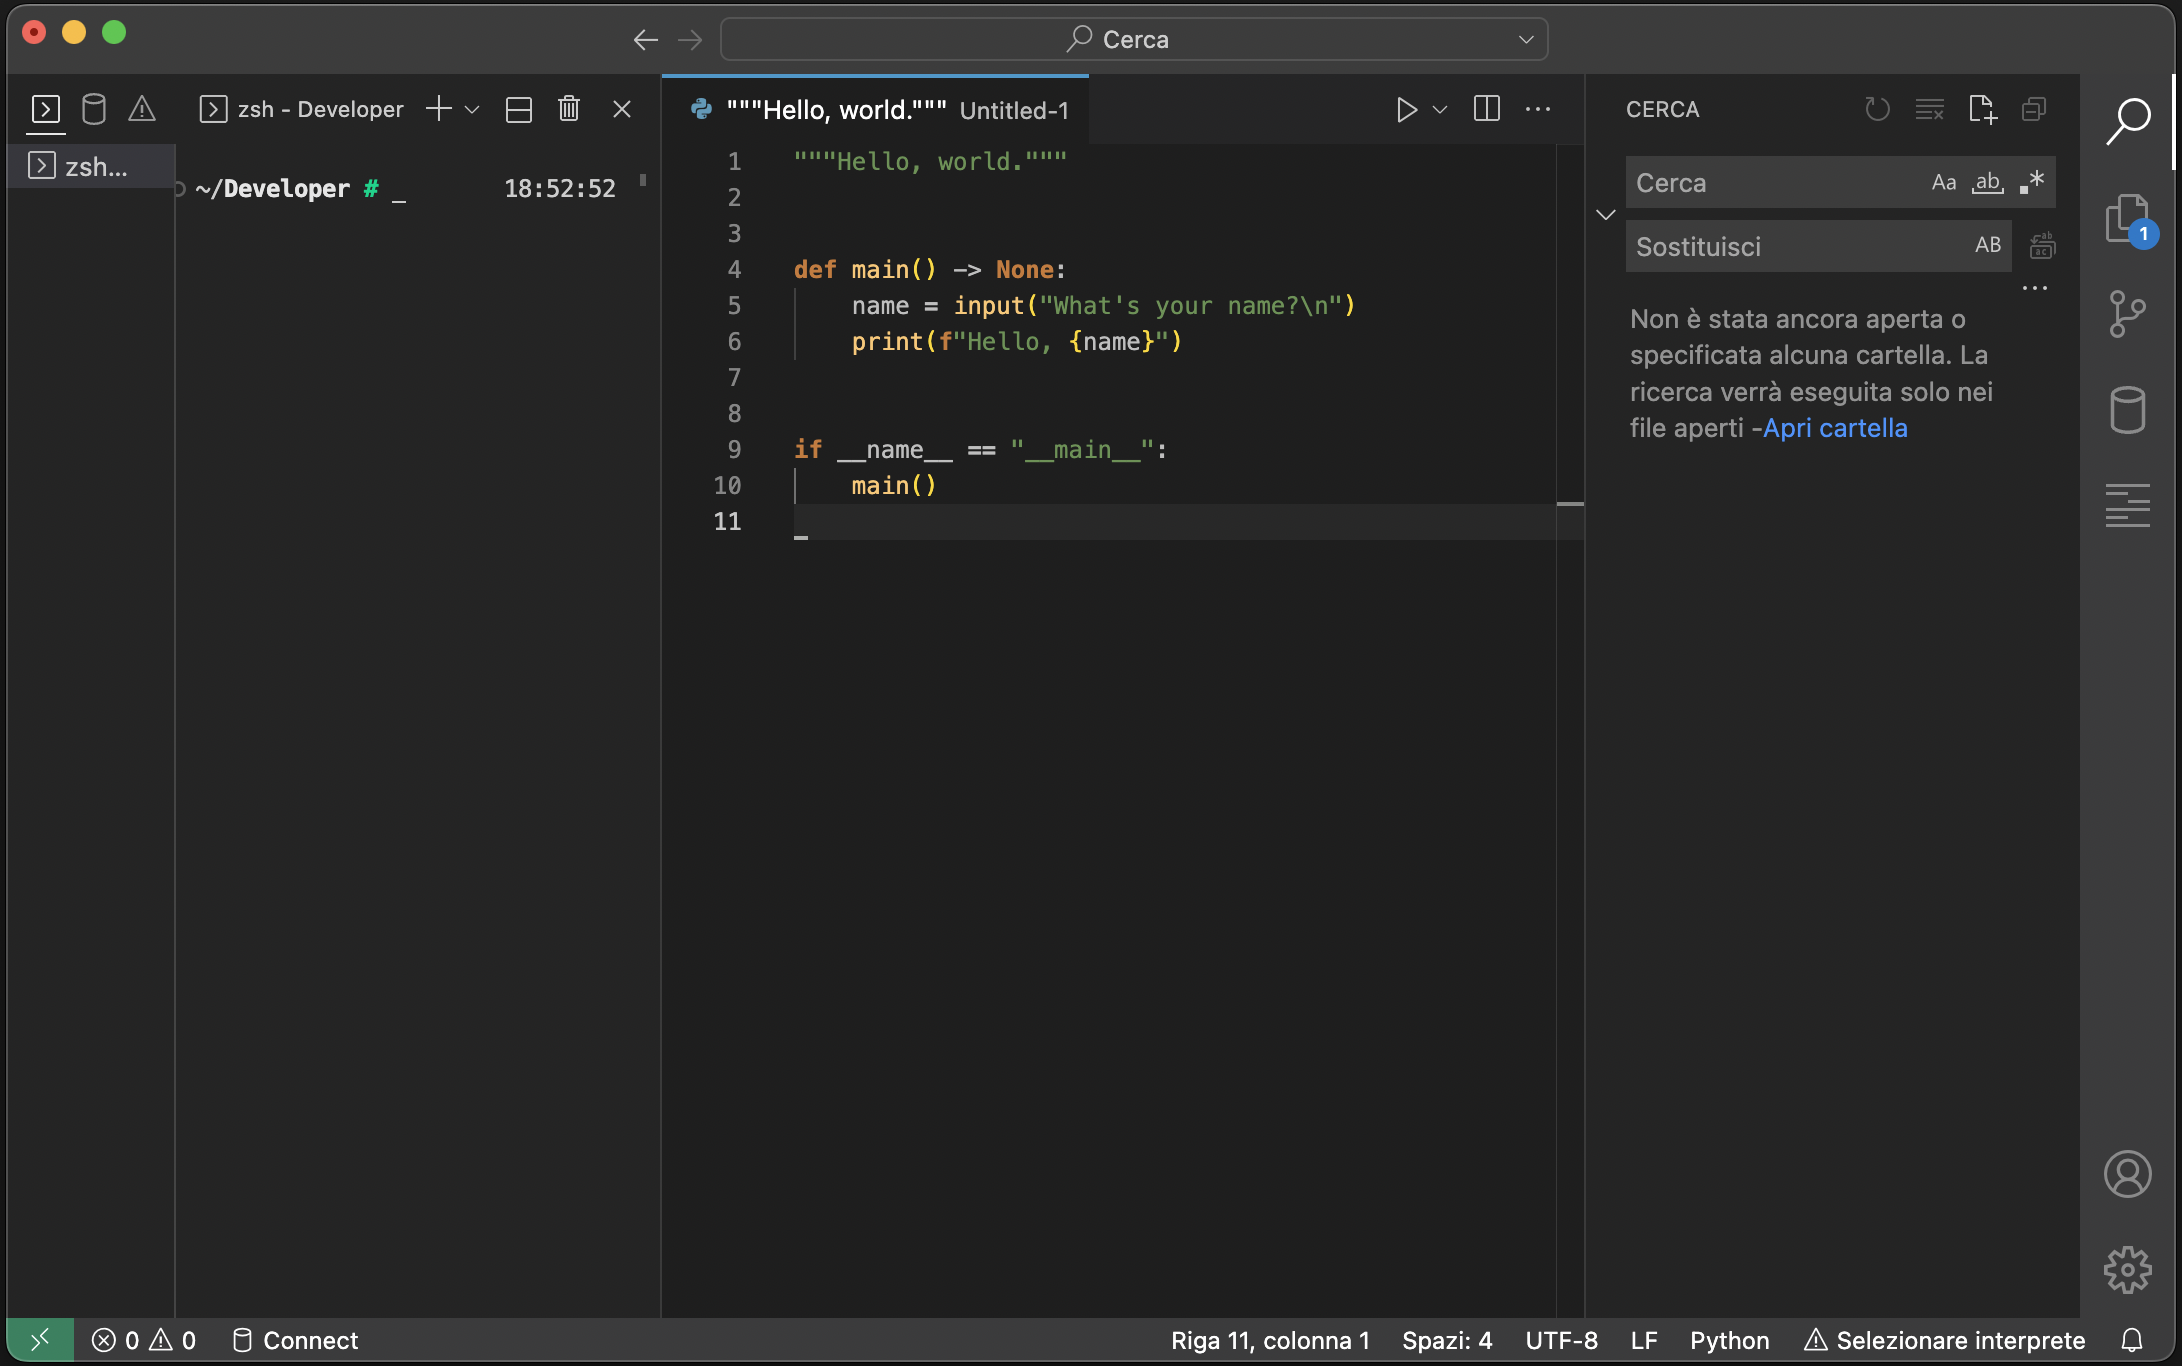 Cerca
zsh - Developer
zsh...
~/Developer # _ 18:52:52
"""Hello, world.""" Untitled-1
1 """Hello, world."""
2
3
4 def main() -> None:
5     name = input("What's your name?\n")
6     print(f"Hello, {name}")
7
8
9 if __name__ == "__main__":
10     main()
11
CERCA
Cerca Aa ab .*
Sostituisci AB
Non è stata ancora aperta o
specificata alcuna cartella. La
ricerca verrà eseguita solo nei
file aperti -Apri cartella
1
0 0 Connect
Riga 11, colonna 1 Spazi: 4 UTF-8 LF Python Selezionare interprete